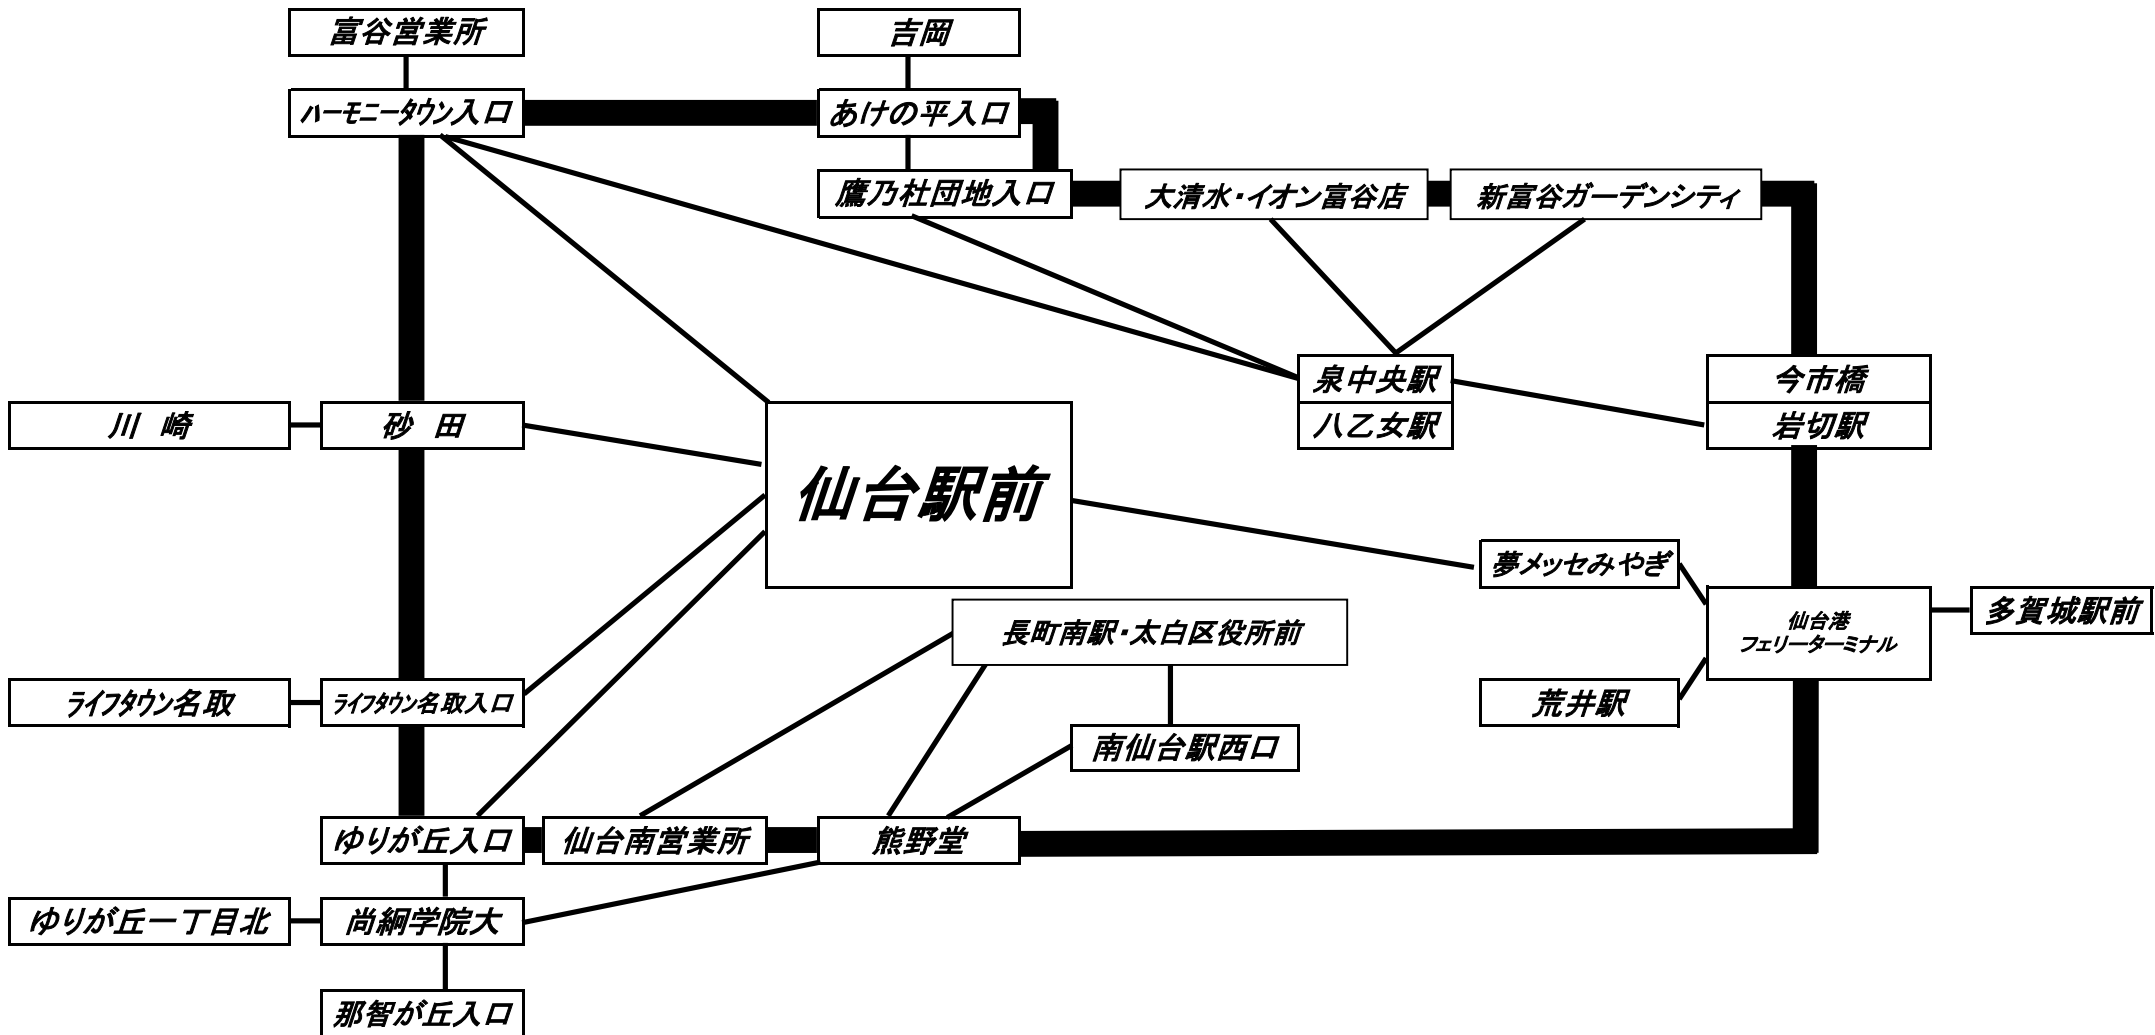 富谷営業所
吉岡
ﾊｰﾓﾆｰﾀｳﾝ入口
あけの平入口
鷹乃杜団地入口
大清水・イオン富谷店
新富谷ガーデンシティ
泉中央駅
八乙女駅
今市橋
岩切駅
川　崎
砂　田
仙台駅前
夢メッセみやぎ
仙台港
フェリーターミナル
多賀城駅前
長町南駅・太白区役所前
ﾗｲﾌﾀｳﾝ名取
ﾗｲﾌﾀｳﾝ名取入口
荒井駅
南仙台駅西口
ゆりが丘入口
仙台南営業所
熊野堂
ゆりが丘一丁目北
尚絅学院大
那智が丘入口